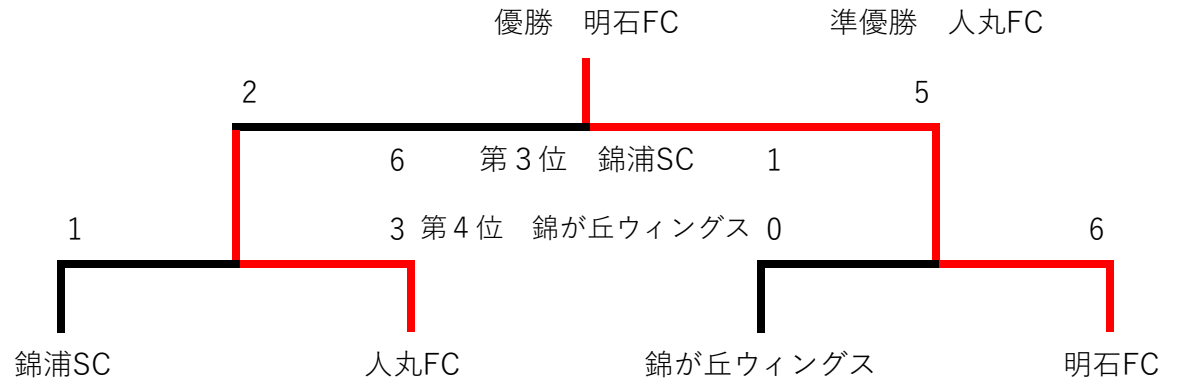 優勝　明石FC　準優勝　人丸FC
2　5
6　第３位　錦浦SC　1
1　3　第４位　錦が丘ウィングス　0　6
錦浦SC　人丸FC　錦が丘ウィングス　明石FC